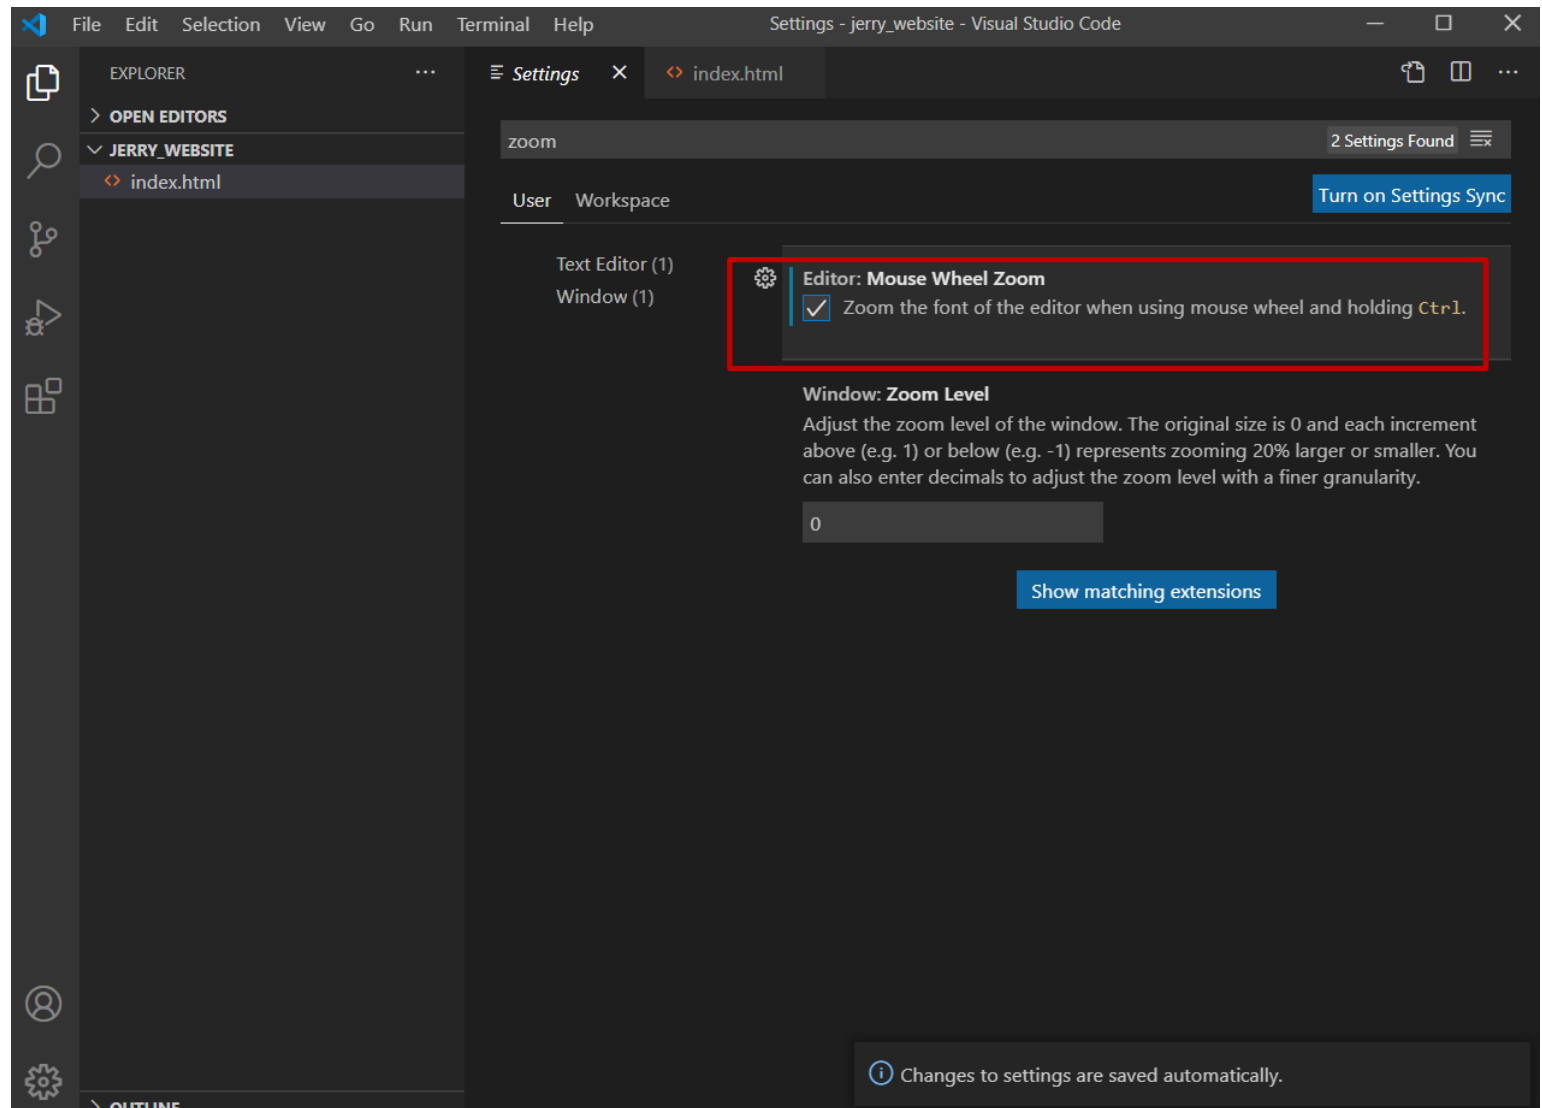 File Edit Selection View Go Run Terminal Help
Settings - jerry_website - Visual Studio Code
EXPLORER
Settings
index.html
OPEN EDITORS
JERRY_WEBSITE
index.html
zoom
2 Settings Found
User Workspace
Turn on Settings Sync
Text Editor (1)
Window (1)
Editor: Mouse Wheel Zoom
Zoom the font of the editor when using mouse wheel and holding Ctrl.
Window: Zoom Level
Adjust the zoom level of the window. The original size is 0 and each increment
above (e.g. 1) or below (e.g. -1) represents zooming 20% larger or smaller. You
can also enter decimals to adjust the zoom level with a finer granularity.
0
Show matching extensions
Changes to settings are saved automatically.
OUTLINE